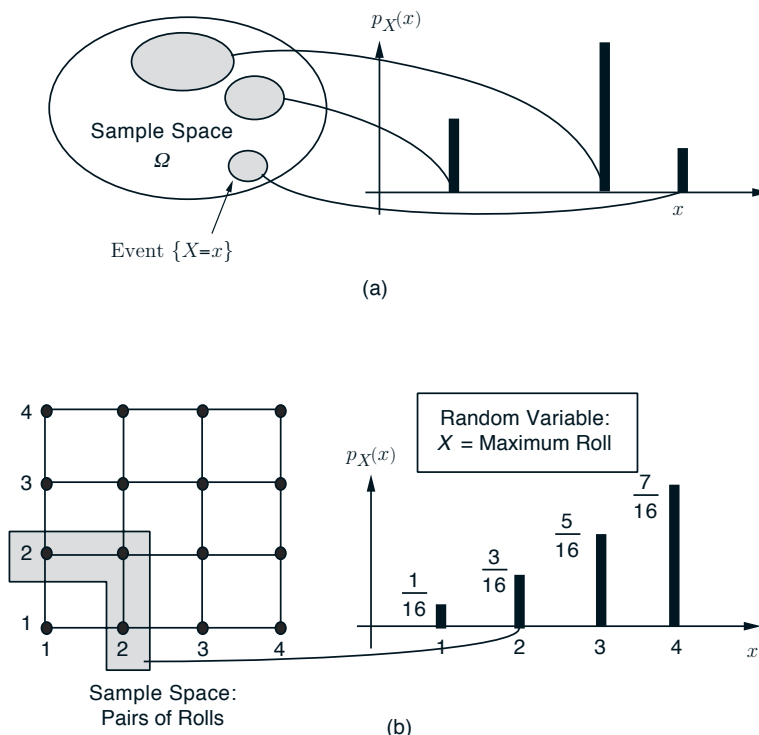 p_X(x)
Sample Space
Ω
x
Event {X=x}
(a)
Random Variable:
X = Maximum Roll
p_X(x)
4
3
2
1
1 2 3 4
1/16
3/16
5/16
7/16
1 2 3 4 x
Sample Space:
Pairs of Rolls
(b)